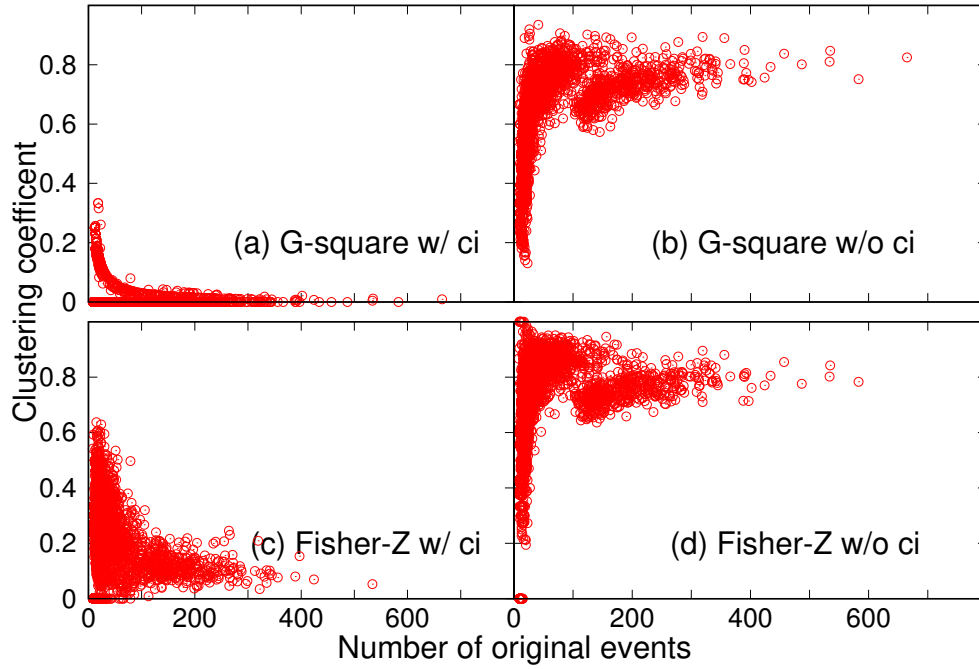 Clustering coefficent
0.8
0.6
0.4
0.2
0
(a) G-square w/ ci
(b) G-square w/o ci
0.8
0.6
0.4
0.2
0
(c) Fisher-Z w/ ci
(d) Fisher-Z w/o ci
0 200 400 600 0 200 400 600
Number of original events